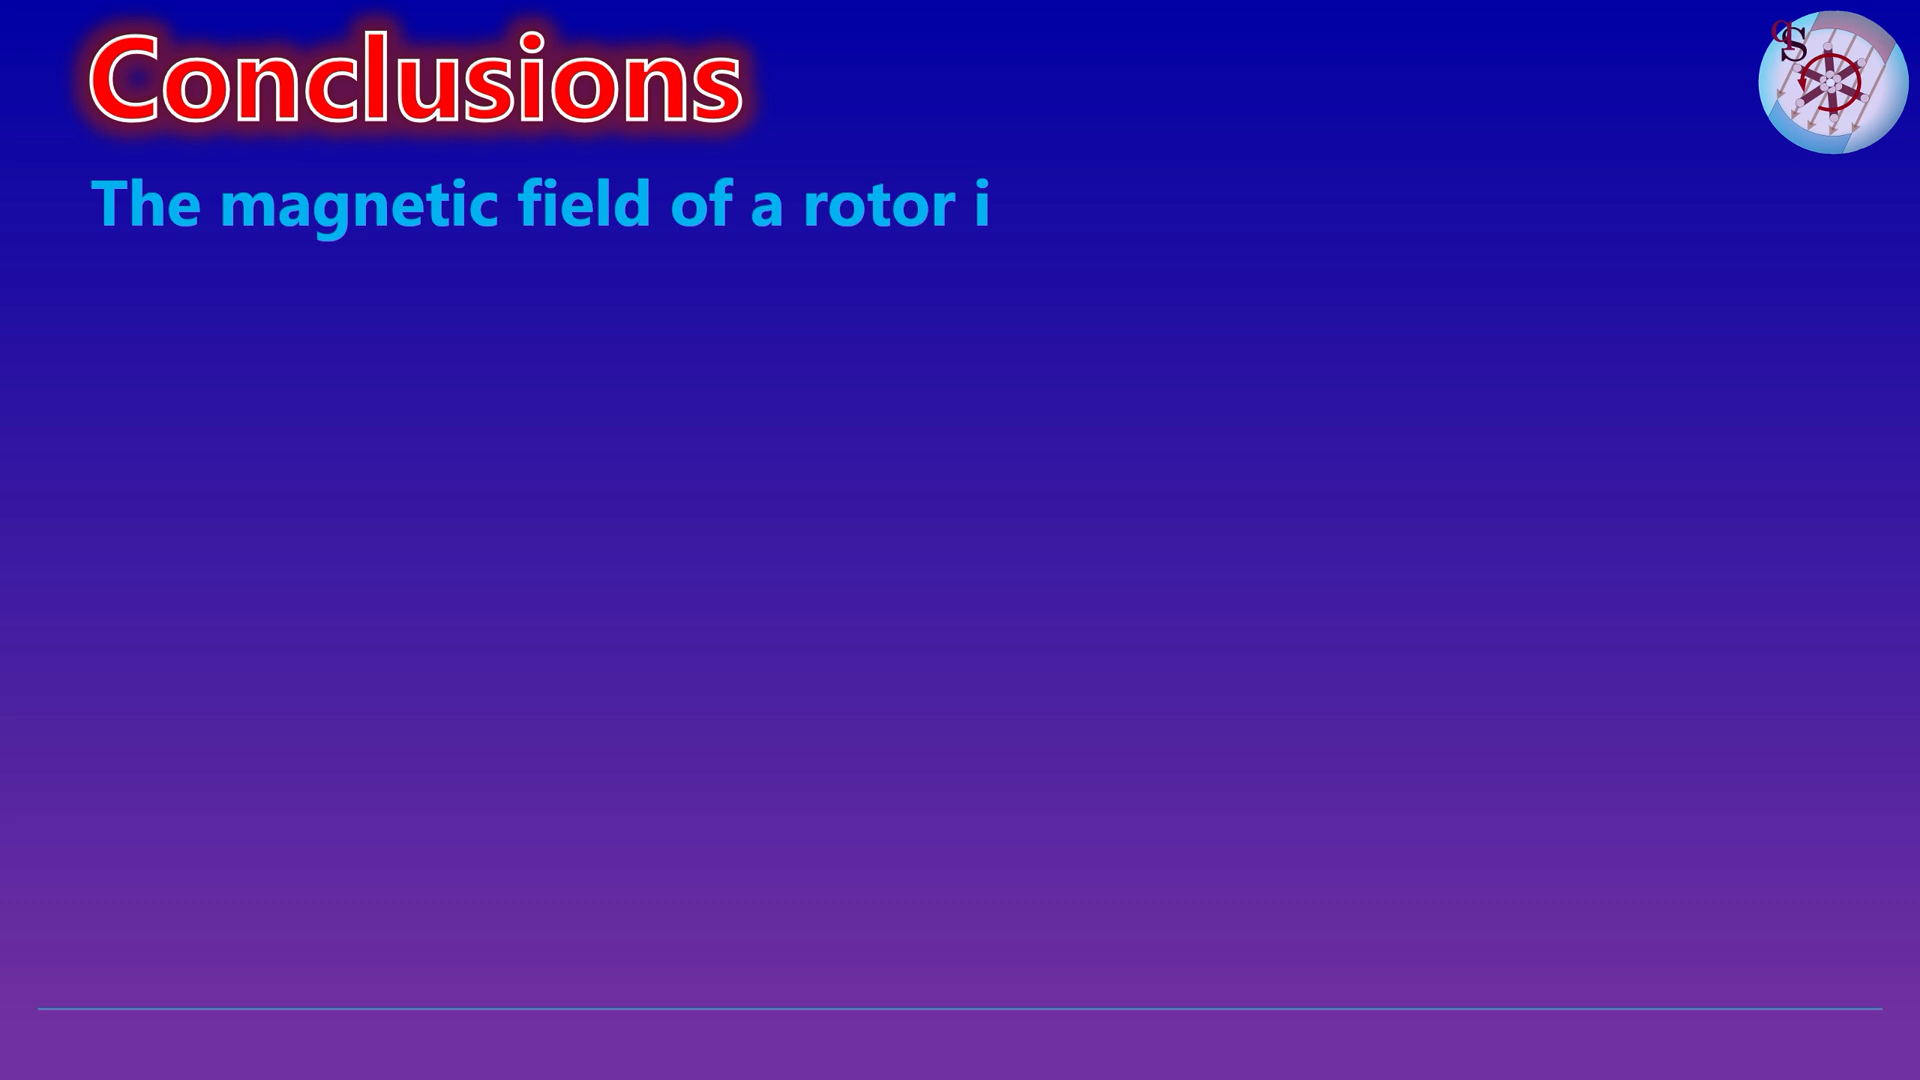 Conclusions
The magnetic field of a rotor i